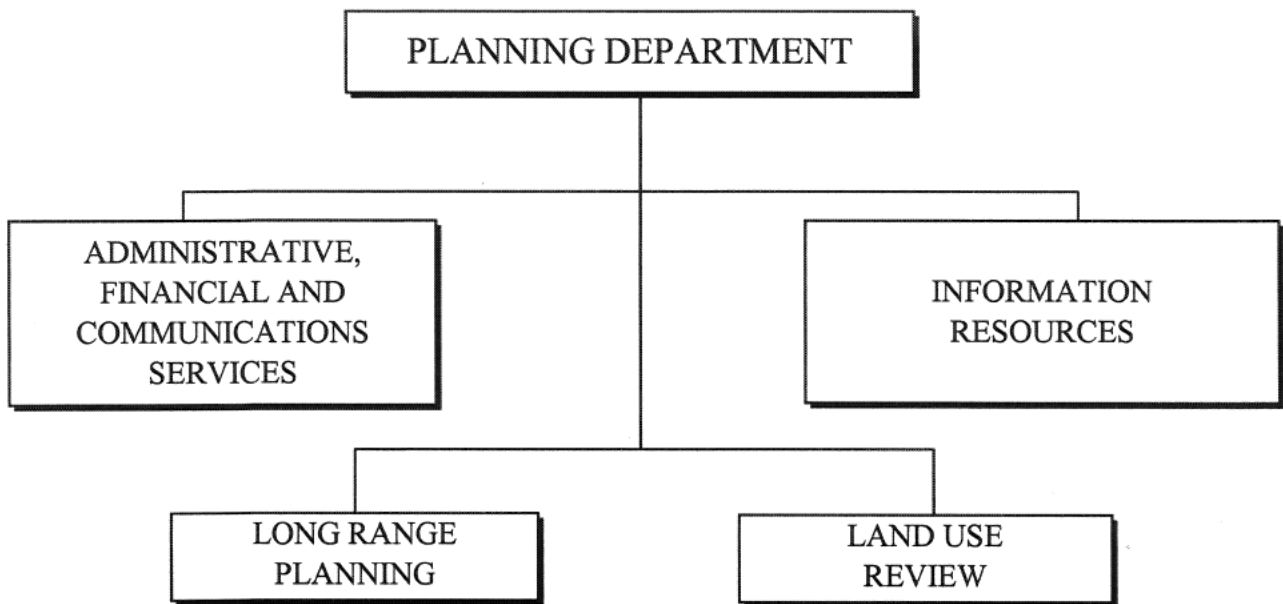 PLANNING DEPARTMENT
ADMINISTRATIVE,
FINANCIAL AND
COMMUNICATIONS
SERVICES
INFORMATION
RESOURCES
LONG RANGE
PLANNING
LAND USE
REVIEW